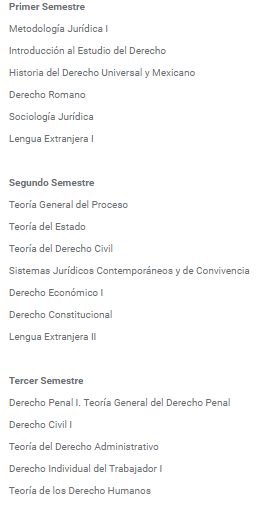 Primer Semestre
Metodología Jurídica I
Introducción al Estudio del Derecho
Historia del Derecho Universal y Mexicano
Derecho Romano
Sociología Jurídica
Lengua Extranjera I
Segundo Semestre
Teoría General del Proceso
Teoría del Estado
Teoría del Derecho Civil
Sistemas Jurídicos Contemporáneos y de Convivencia
Derecho Económico I
Derecho Constitucional
Lengua Extranjera II
Tercer Semestre
Derecho Penal I. Teoría General del Derecho Penal
Derecho Civil I
Teoría del Derecho Administrativo
Derecho Individual del Trabajador I
Teoría de los Derecho Humanos